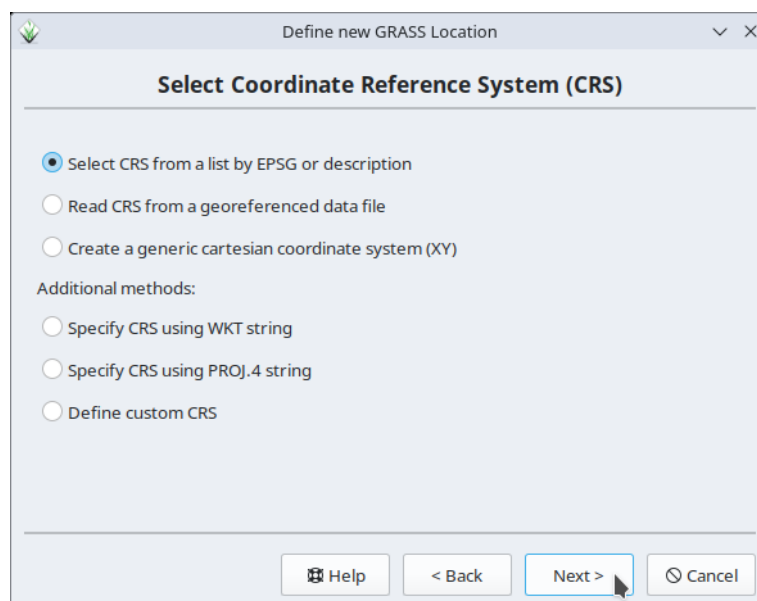 Define new GRASS Location
Select Coordinate Reference System (CRS)
Select CRS from a list by EPSG or description
Read CRS from a georeferenced data file
Create a generic cartesian coordinate system (XY)
Additional methods:
Specify CRS using WKT string
Specify CRS using PROJ.4 string
Define custom CRS
Help < Back Next > Cancel